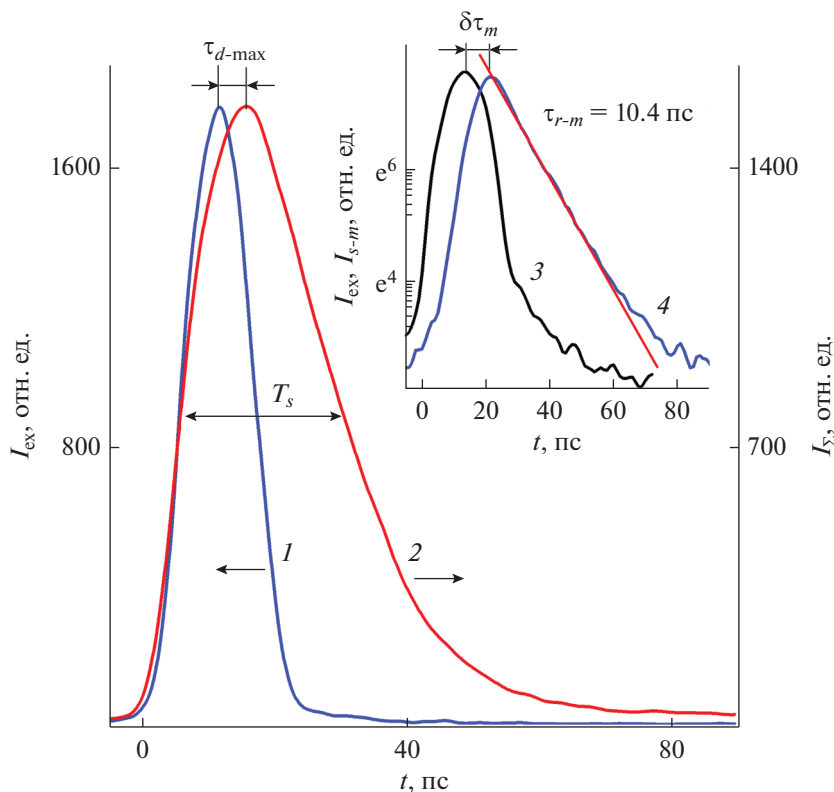 τd-max
δτm
τr-m = 10.4 пс
1600
800
Iex, отн. ед.
Ts
1
2
0
40
80
t, пс
e⁶
e⁴
Iex, Is-m, отн. ед.
3
4
0
20
40
60
80
t, пс
1400
700
IΣ, отн. ед.